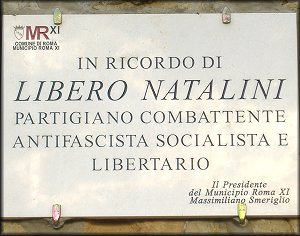 MR XI
COMUNE DI ROMA
MUNICIPIO ROMA XI
IN RICORDO DI
LIBERO NATALINI
PARTIGIANO COMBATTENTE
ANTIFASCISTA SOCIALISTA E
LIBERTARIO
Il Presidente
del Municipio Roma XI
Massimiliano Smeriglio